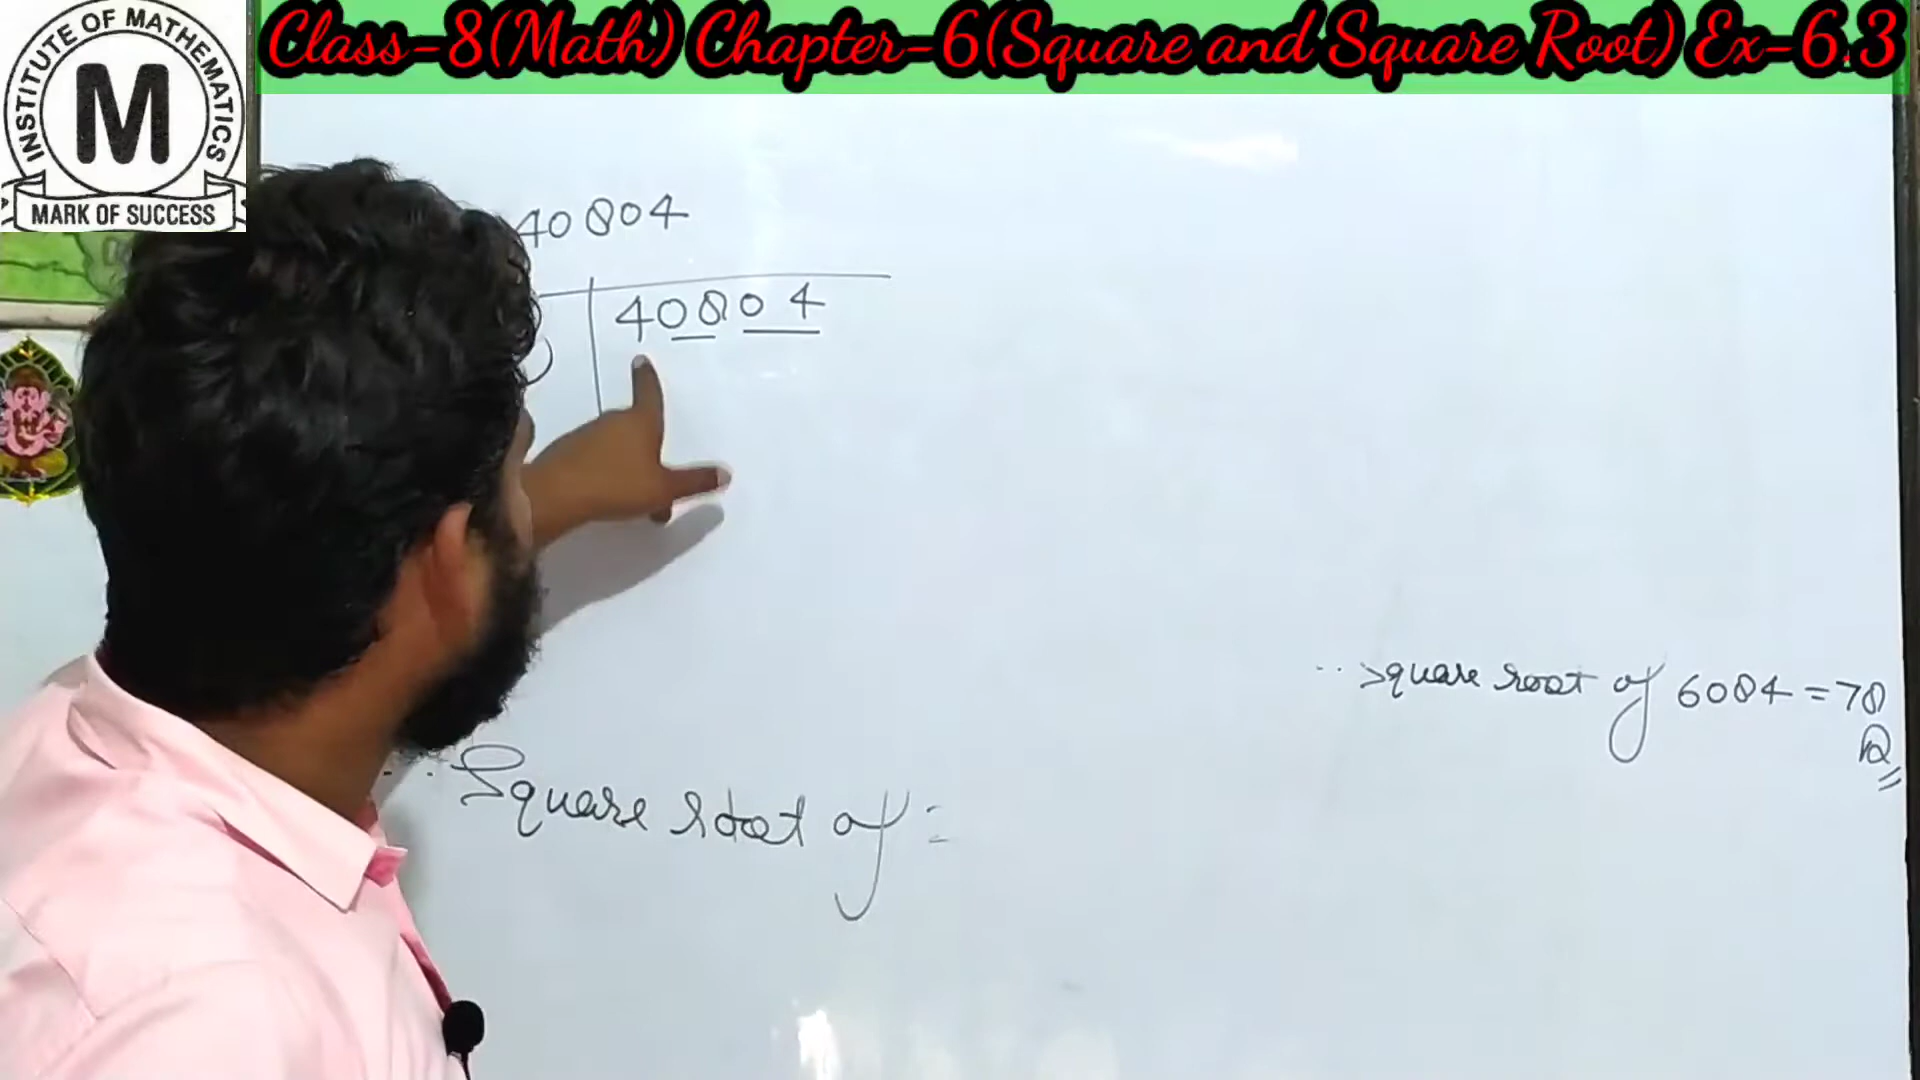 Class-8(Math) Chapter-6(Square and Square Root) Ex-6.3
INSTITUTE OF MATHEMATICS
M
MARK OF SUCCESS
40804
40804
∴ Square root of 6084 = 78
∴ Square root of =